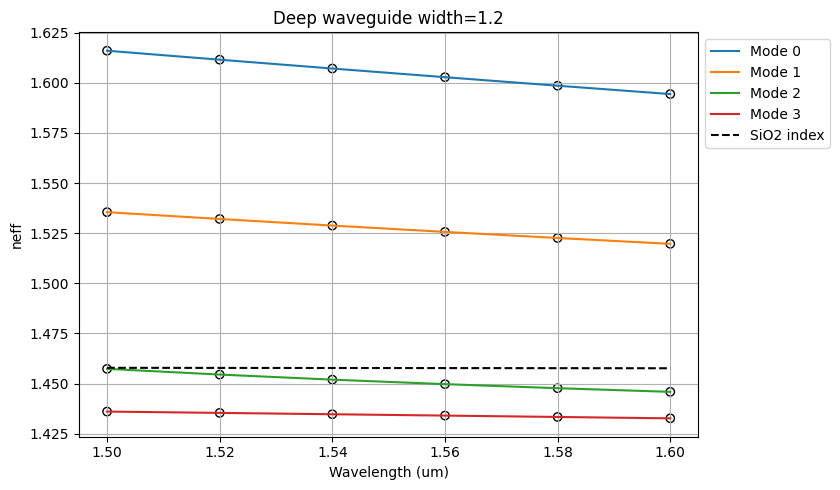 Deep waveguide width=1.2
1.625
1.600
1.575
1.550
1.525
1.500
1.475
1.450
1.425
neff
1.50 1.52 1.54 1.56 1.58 1.60
Wavelength (um)
Mode 0
Mode 1
Mode 2
Mode 3
SiO2 index